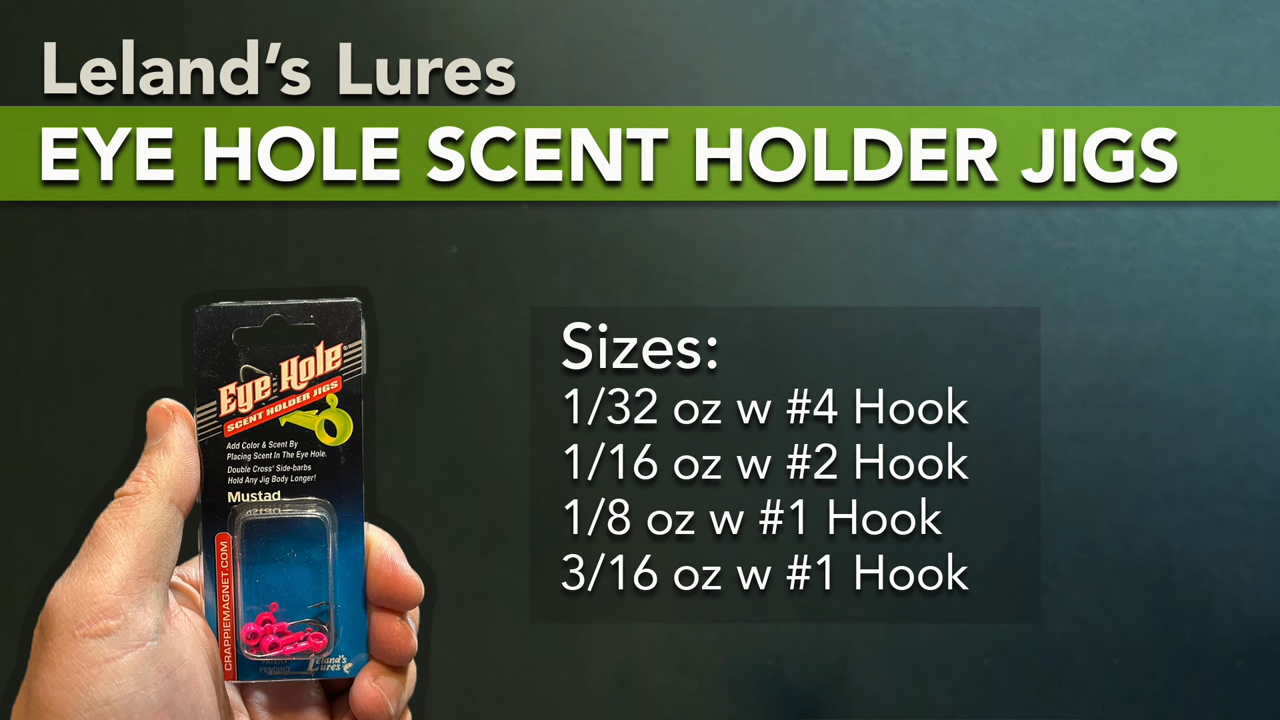 Leland's Lures
EYE HOLE SCENT HOLDER JIGS
Eye Hole
SCENT HOLDER JIGS
Add Color & Scent By
Placing Scent In The Eye Hole.
Double Cross' Side-barbs
Hold Any Jig Body Longer!
Mustad
CRAPPIEMAGNET.COM
PATENT
PENDING
Leland's
Lures
Sizes:
1/32 oz w #4 Hook
1/16 oz w #2 Hook
1/8 oz w #1 Hook
3/16 oz w #1 Hook